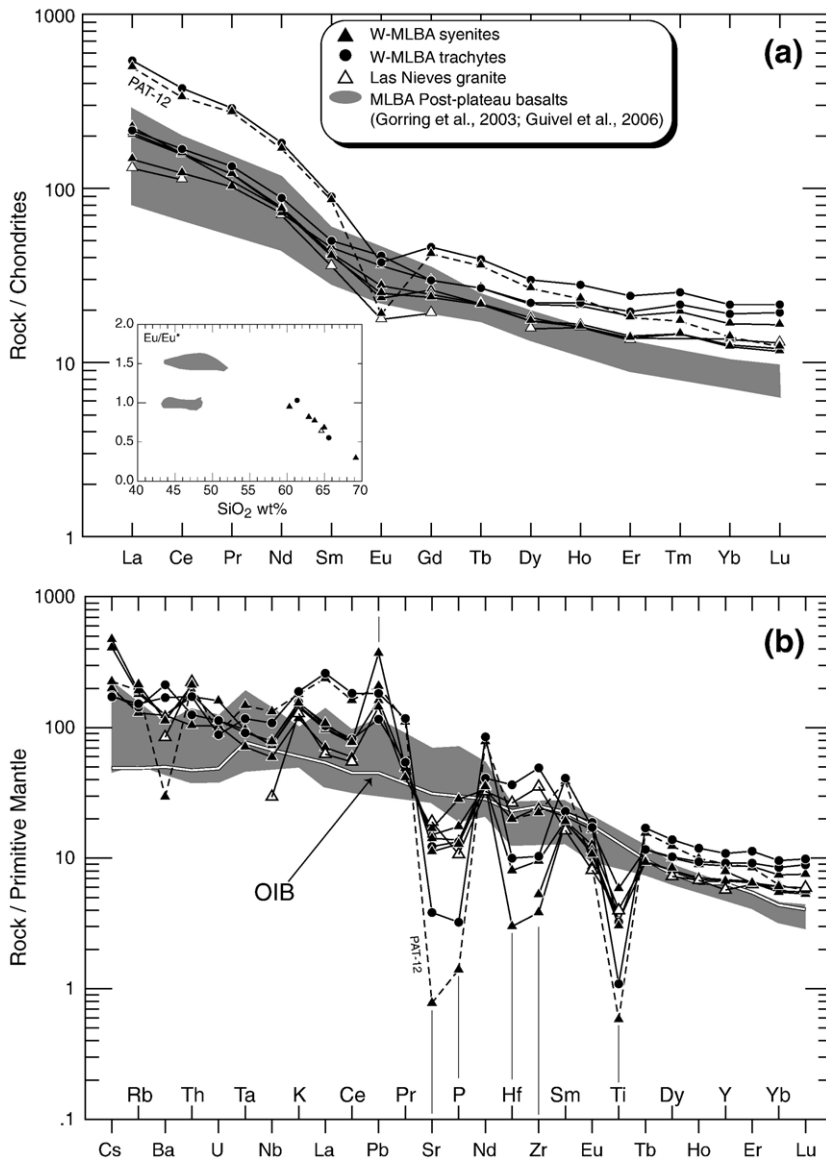 1000
100
10
1
Rock / Chondrites
(a)
W-MLBA syenites
W-MLBA trachytes
Las Nieves granite
MLBA Post-plateau basalts
(Gorring et al., 2003; Guivel et al., 2006)
PAT-12
2.0
1.5
1.0
0.5
0.0
Eu/Eu*
40 45 50 55 60 65 70
SiO2 wt%
La Ce Pr Nd Sm Eu Gd Tb Dy Ho Er Tm Yb Lu
1000
100
10
1
.1
Rock / Primitive Mantle
(b)
OIB
PAT-12
Rb Th Ta K Ce Pr P Hf Sm Ti Dy Y Yb
Cs Ba U Nb La Pb Sr Nd Zr Eu Tb Ho Er Lu